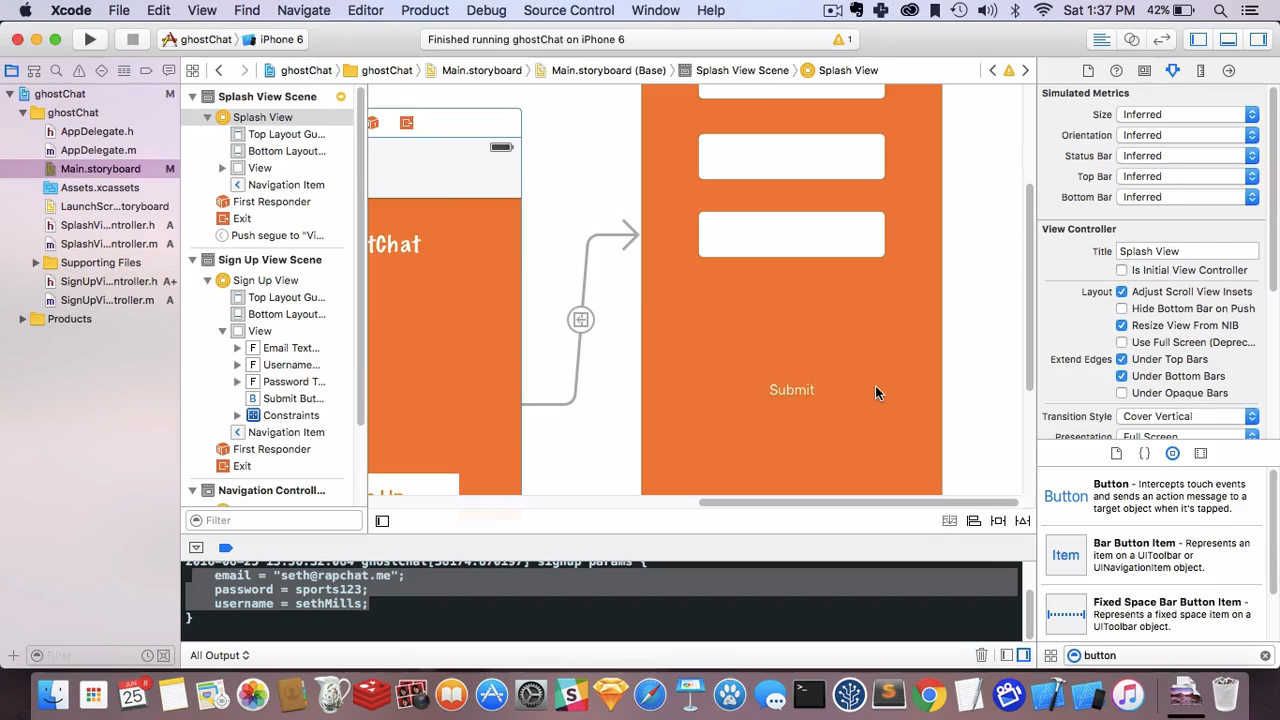 Xcode File Edit View Find Navigate Editor Product Debug Source Control Window Help Sat 1:37 PM 42%
ghostChat iPhone 6 Finished running ghostChat on iPhone 6 1
ghostChat ghostChat Main.storyboard Main.storyboard (Base) Splash View Scene Splash View
ghostChat M
ghostChat
AppDelegate.h
AppDelegate.m
Main.storyboard M
Assets.xcassets
LaunchScr...toryboard
SplashVi...ntroller.h A
SplashVi...ntroller.m A
Supporting Files
SignUpVi...ntroller.h A+
SignUpVi...troller.m A
Products
Filter
Splash View Scene
Splash View
Top Layout Gu...
Bottom Layout...
View
Navigation Item
First Responder
Exit
Push segue to "Vi...
Sign Up View Scene
Sign Up View
Top Layout Gu...
Bottom Layout...
View
Email Text...
Username...
Password T...
Submit But...
Constraints
Navigation Item
First Responder
Exit
Navigation Controll...
Filter
stChat
Submit
signup params {
email = "seth@rapchat.me";
password = sports123;
username = sethMills;
}
All Output
Simulated Metrics
Size Inferred
Orientation Inferred
Status Bar Inferred
Top Bar Inferred
Bottom Bar Inferred
View Controller
Title Splash View
Is Initial View Controller
Layout Adjust Scroll View Insets
Hide Bottom Bar on Push
Resize View From NIB
Use Full Screen (Deprec...
Extend Edges Under Top Bars
Under Bottom Bars
Under Opaque Bars
Transition Style Cover Vertical
Presentation Full Screen
Button Button - Intercepts touch events
and sends an action message to a
target object when it's tapped.
Item Bar Button Item - Represents an
item on a UIToolbar or
UINavigationItem object.
Fixed Space Bar Button Item -
Represents a fixed space item on a
UIToolbar object.
button